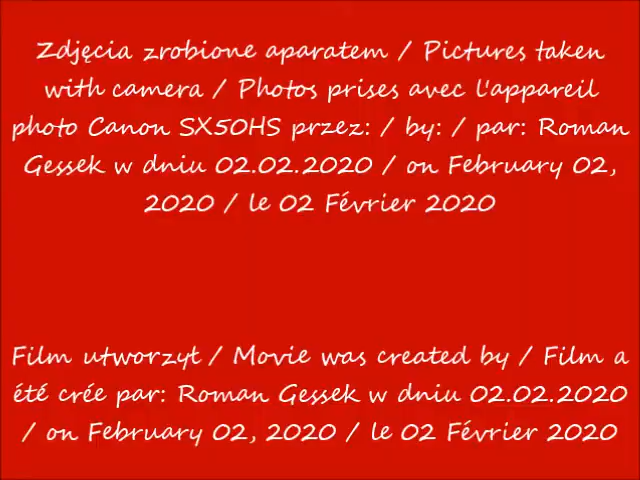 Zdjęcia zrobione aparatem / Pictures taken
with camera / Photos prises avec l'appareil
photo Canon SX50HS przez: / by: / par: Roman
Gessek w dniu 02.02.2020 / on February 02,
2020 / le 02 Février 2020
Film utworzył / Movie was created by / Film a
été crée par: Roman Gessek w dniu 02.02.2020
/ on February 02, 2020 / le 02 Février 2020